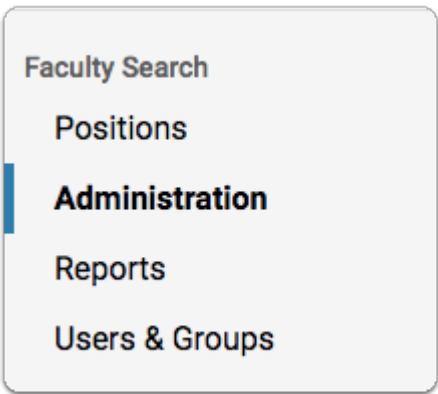 Faculty Search
Positions
Administration
Reports
Users & Groups